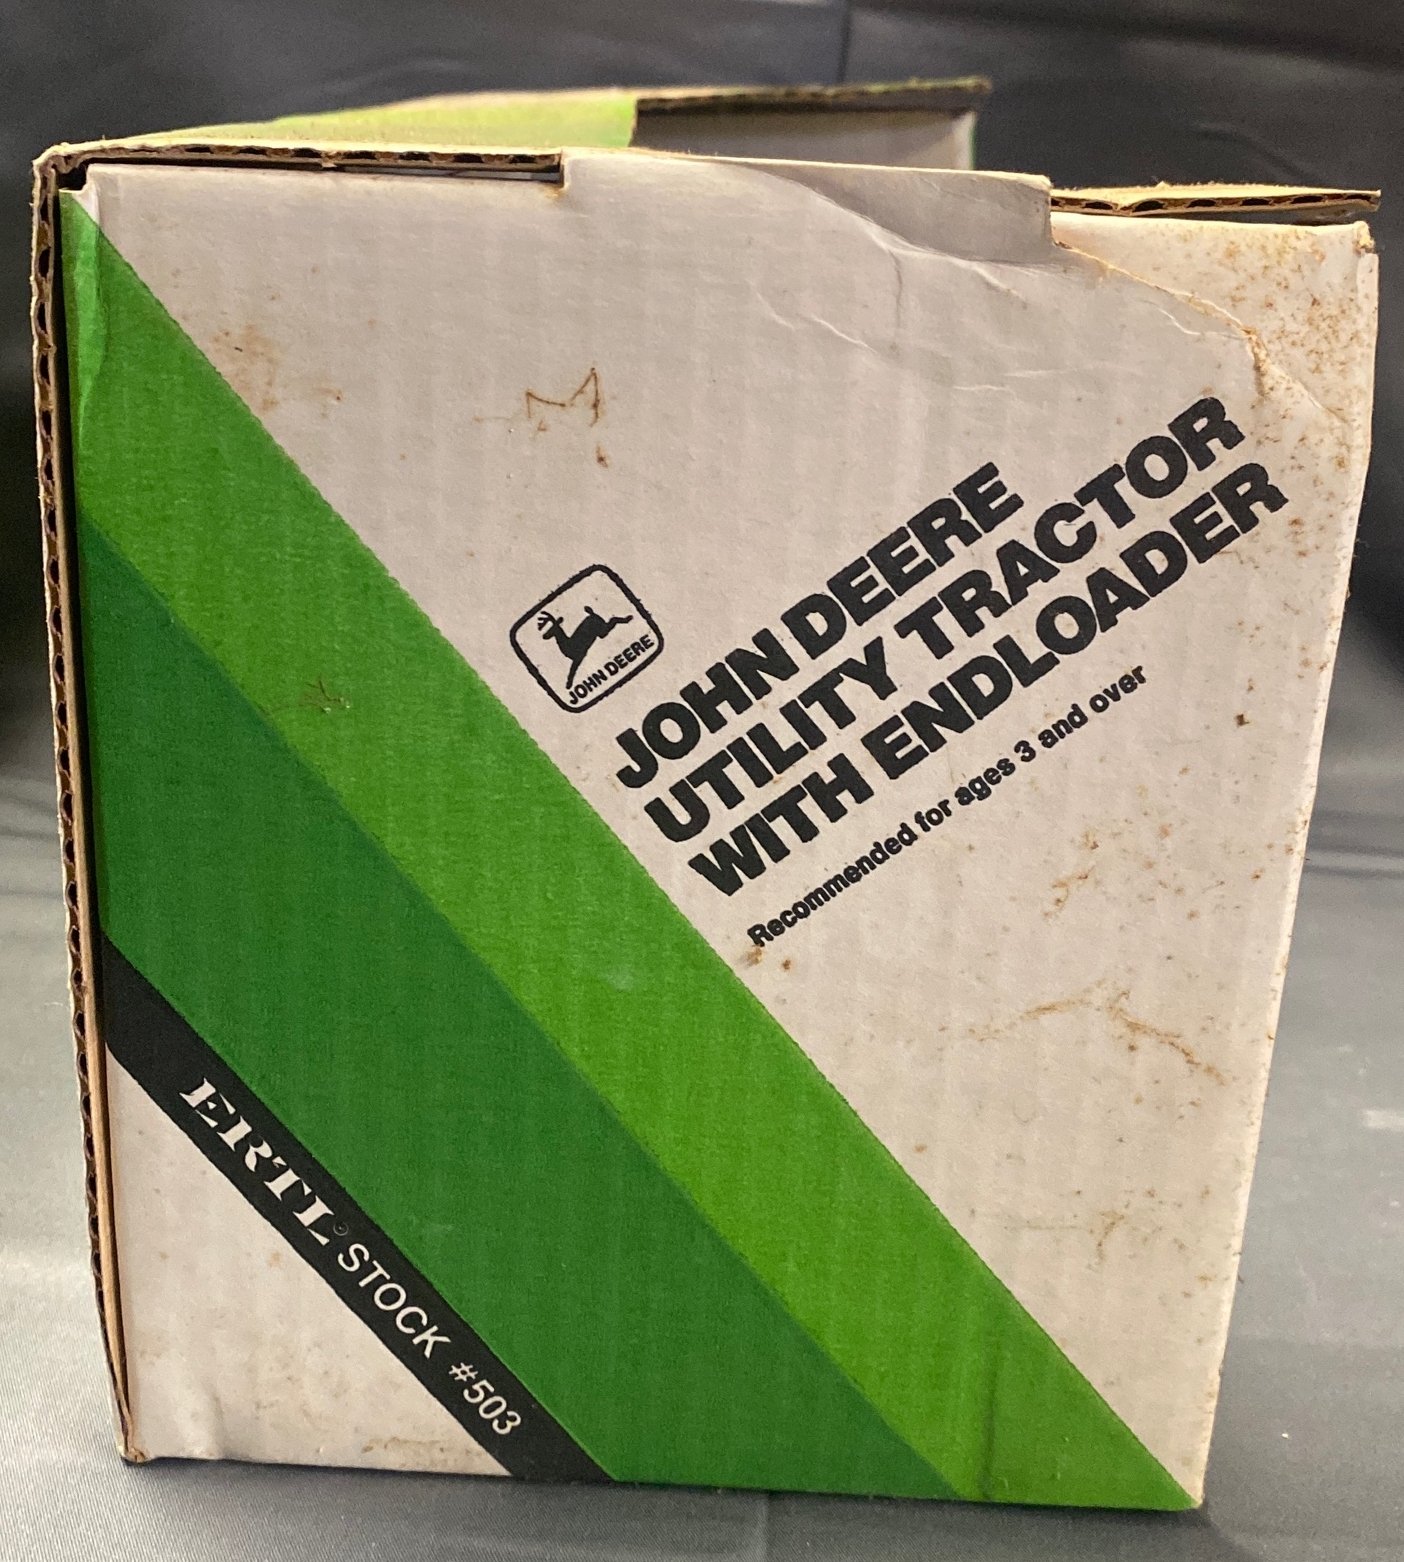 JOHN DEERE
JOHN DEERE
UTILITY TRACTOR
WITH ENDLOADER
Recommended for ages 3 and over
ERTL® STOCK #503